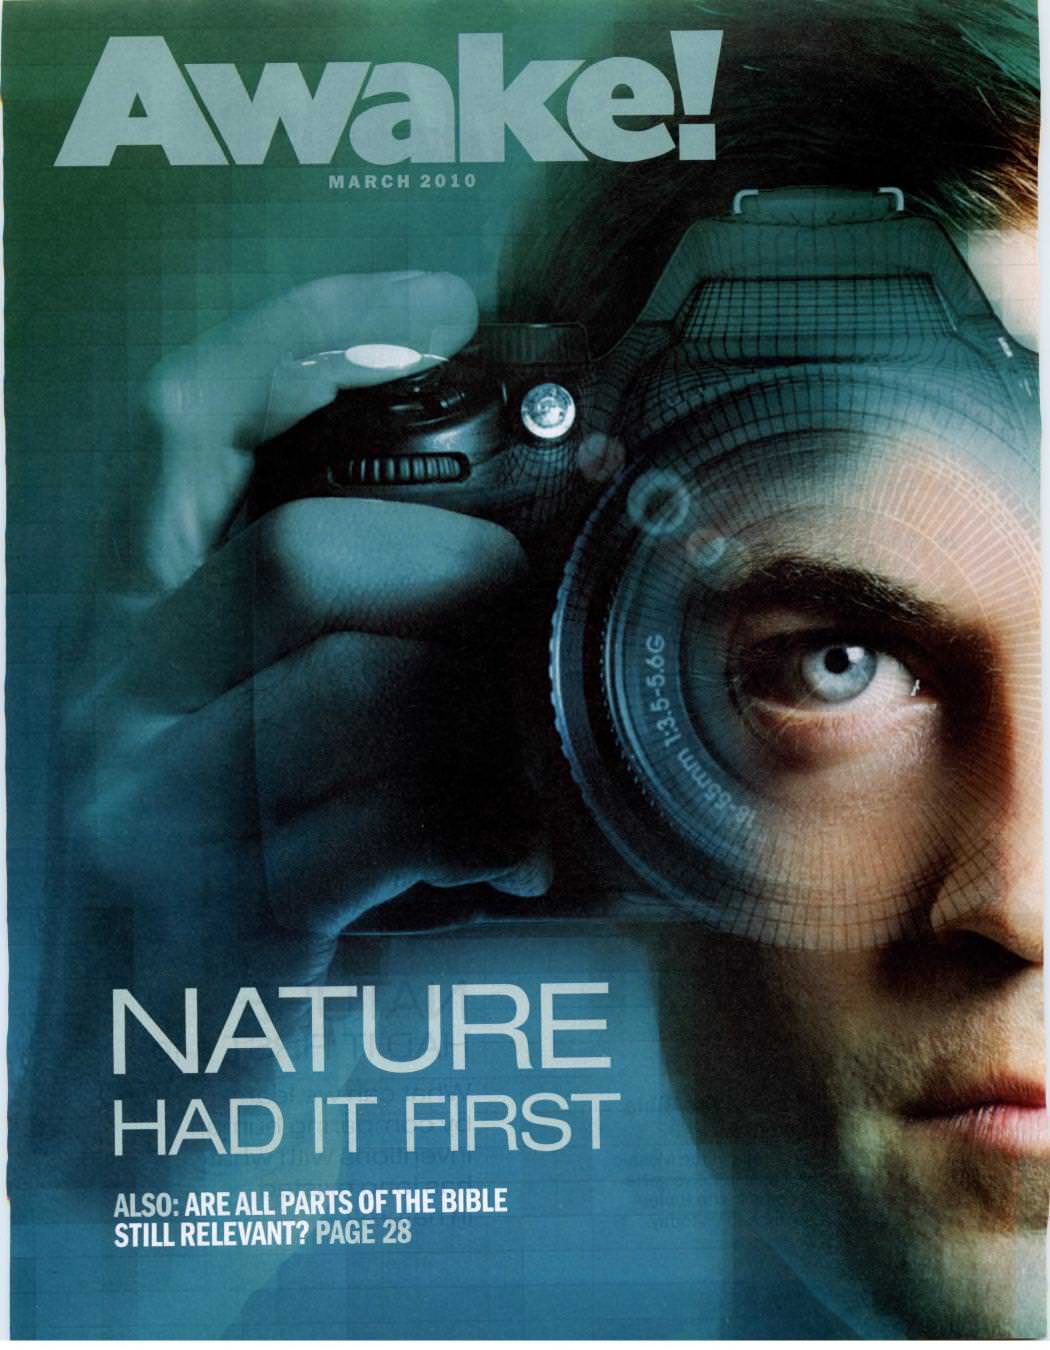 Awake!
MARCH 2010
18-55mm 1:3.5-5.6G
NATURE
HAD IT FIRST
ALSO: ARE ALL PARTS OF THE BIBLE
STILL RELEVANT? PAGE 28